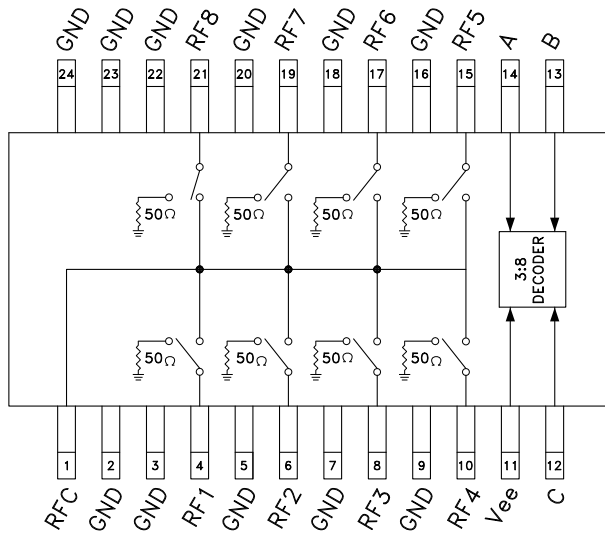 GND GND GND RF8 GND RF7 GND RF6 GND RF5 A B
24 23 22 21 20 19 18 17 16 15 14 13
50Ω 50Ω 50Ω 50Ω
3:8
DECODER
50Ω 50Ω 50Ω 50Ω
1 2 3 4 5 6 7 8 9 10 11 12
RFC GND GND RF1 GND RF2 GND RF3 GND RF4 Vee C